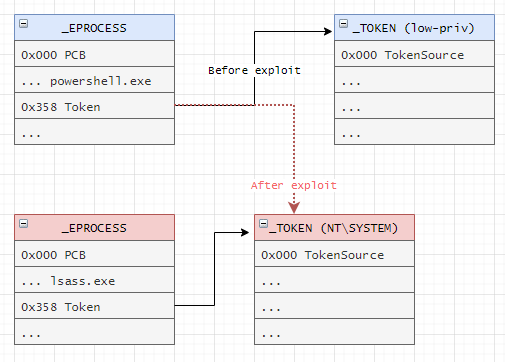 _EPROCESS
0x000 PCB
... powershell.exe
0x358 Token
...
_TOKEN (low-priv)
0x000 TokenSource
...
...
...
Before exploit
After exploit
_EPROCESS
0x000 PCB
... lsass.exe
0x358 Token
...
_TOKEN (NT\SYSTEM)
0x000 TokenSource
...
...
...